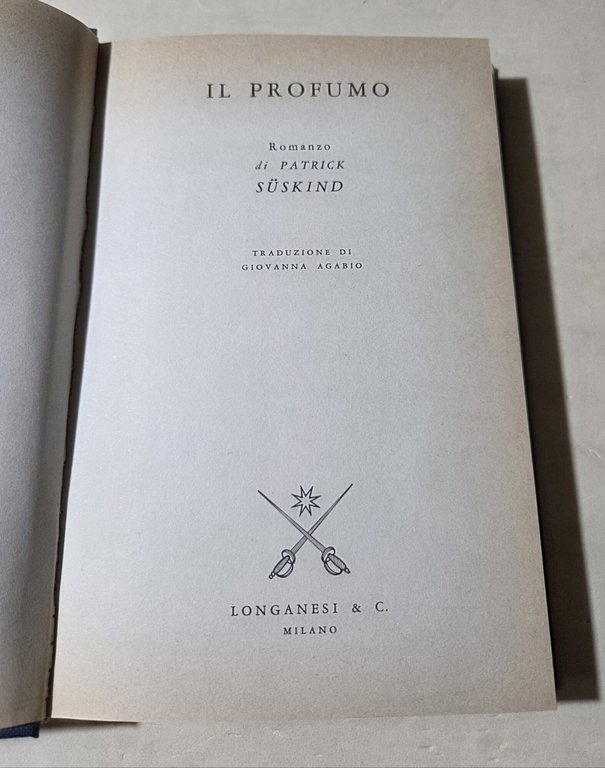 IL PROFUMO
Romanzo
di PATRICK
SÜSKIND
TRADUZIONE DI
GIOVANNA AGABIO
LONGANESI & C.
MILANO